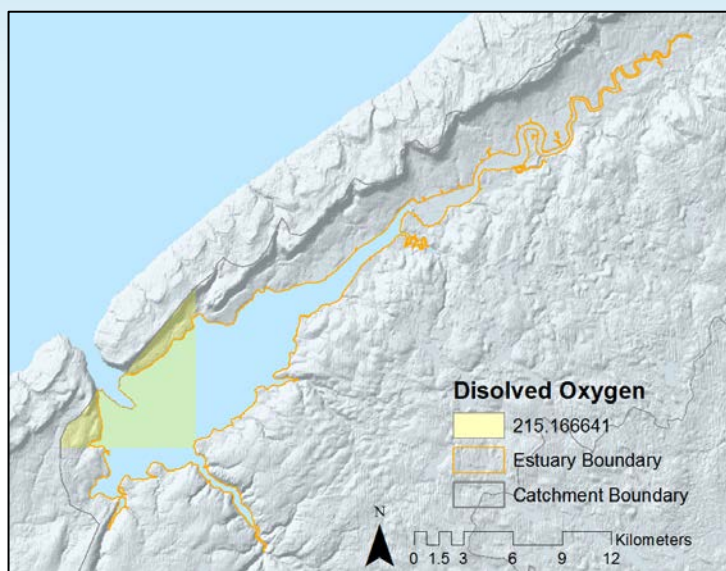 Disolved Oxygen
215.166641
Estuary Boundary
Catchment Boundary
N
Kilometers
0 1.5 3 6 9 12